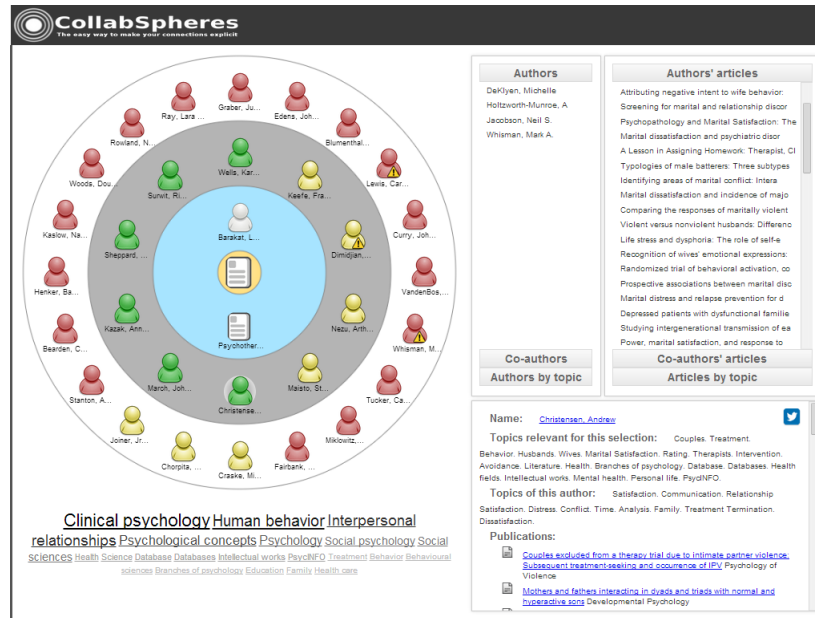 CollabSpheres
The easy way to make your connections explicit
Graber, Ju...
Ray, Lara ...
Edens, Joh...
Rowland, N...
Blumenthal...
Wells, Kar...
Woods, Dou...
Surwit, Ri...
Keefe, Fra...
Lewis, Car...
Kaslow, Na...
Barakat, L...
Curry, Joh...
Sheppard, ...
Dimidjian,...
Henker, Ba...
VandenBos,...
Kazak, Ann...
Nezu, Arth...
Bearden, C...
Psychother...
Whisman, M...
March, Joh...
Maisto, St...
Stanton, A...
Christense...
Tucker, Ca...
Joiner, Jr...
Miklowitz,...
Chorpita, ...
Craske, Mi...
Fairbank, ...
Clinical psychology Human behavior Interpersonal
relationships Psychological concepts Psychology Social psychology Social
sciences Health Science Database Databases Intellectual works PsycINFO Treatment Behavior Behavioural
sciences Branches of psychology Education Family Health care
Authors
DeKlyen, Michelle
Holtzworth-Munroe, A
Jacobson, Neil S.
Whisman, Mark A.
Co-authors
Authors by topic
Authors' articles
Attributing negative intent to wife behavior:
Screening for marital and relationship discor
Psychopathology and Marital Satisfaction: The
Marital dissatisfaction and psychiatric disor
A Lesson in Assigning Homework: Therapist, Cl
Typologies of male batterers: Three subtypes
Identifying areas of marital conflict: Intera
Marital dissatisfaction and incidence of majo
Comparing the responses of maritally violent
Violent versus nonviolent husbands: Differenc
Life stress and dysphoria: The role of self-e
Recognition of wives' emotional expressions:
Randomized trial of behavioral activation, co
Prospective associations between marital disc
Marital distress and relapse prevention for d
Depressed patients with dysfunctional familie
Studying intergenerational transmission of ea
Power, marital satisfaction, and response to
Co-authors' articles
Articles by topic
Name: Christensen, Andrew
Topics relevant for this selection: Couples. Treatment.
Behavior. Husbands. Wives. Marital Satisfaction. Rating. Therapists. Intervention.
Avoidance. Literature. Health. Branches of psychology. Database. Databases. Health
fields. Intellectual works. Mental health. Personal life. PsycINFO.
Topics of this author: Satisfaction. Communication. Relationship
Satisfaction. Distress. Conflict. Time. Analysis. Family. Treatment Termination.
Dissatisfaction.
Publications:
Couples excluded from a therapy trial due to intimate partner violence:
Subsequent treatment-seeking and occurrence of IPV Psychology of
Violence
Mothers and fathers interacting in dyads and triads with normal and
hyperactive sons Developmental Psychology